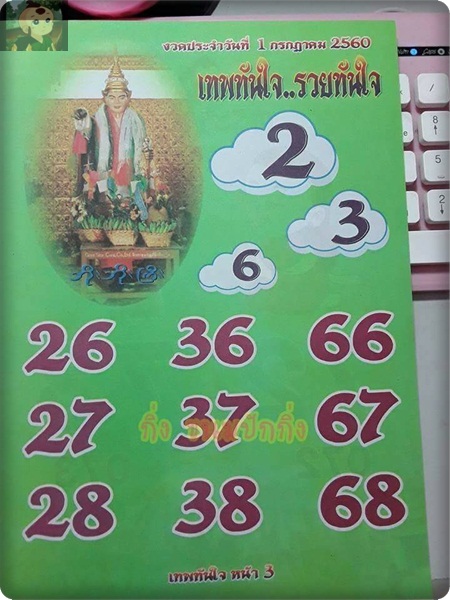 งวดประจำวันที่ 1 กรกฎาคม 2560
เทพทันใจ..รวยทันใจ
2
3
6
26 36 66
27 37 67
กิ่ง
28 38 68
เทพทันใจ หน้า 3